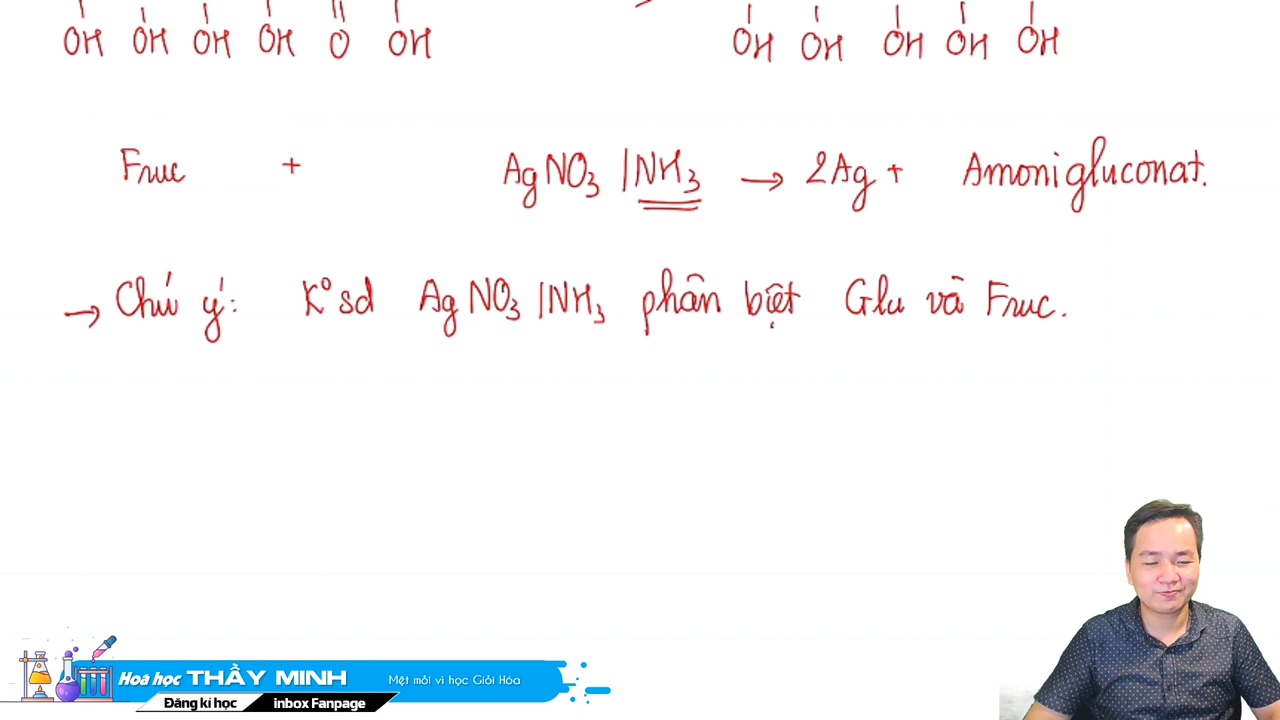 OH OH OH OH O OH OH OH OH OH OH
Fruc + AgNO3 |NH3 → 2Ag + Amonigluconat.
→ Chú ý: K° sd AgNO3 |NH3 phân biệt Glu và Fruc.
Hoá học THẦY MINH
Mệt mỏi vì học Giỏi Hóa
Đăng kí học
inbox Fanpage